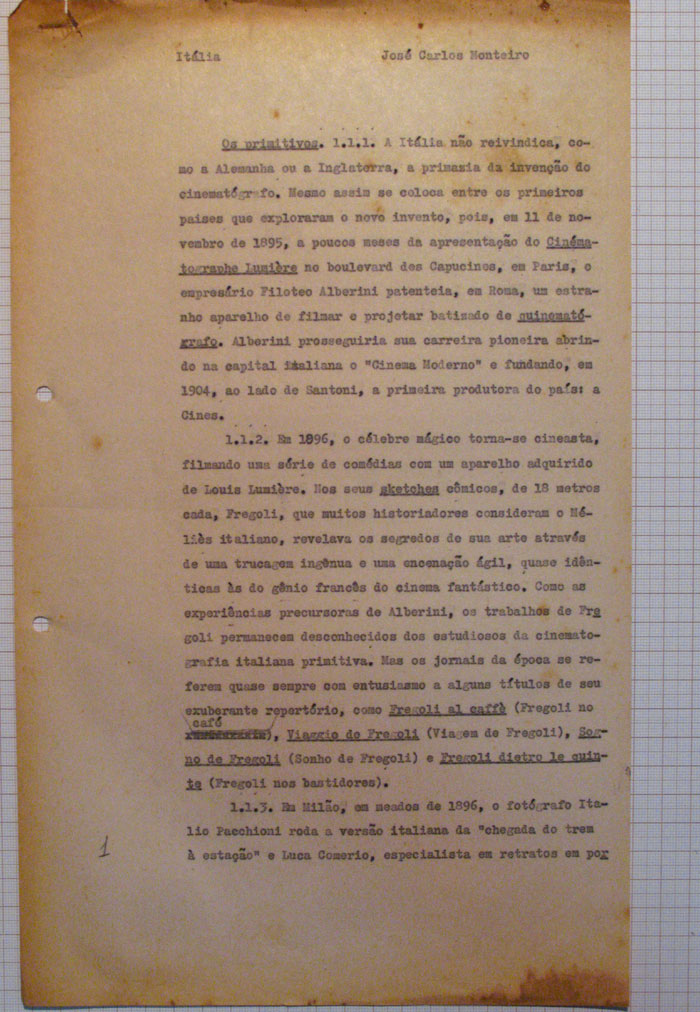 Itália José Carlos Monteiro
Os primitivos. 1.1.1. A Itália não reivindica, co-
mo a Alemanha ou a Inglaterra, a primazia da invenção do
cinematógrafo. Mesmo assim se coloca entre os primeiros
paises que exploraram o novo invento, pois, em 11 de no-
vembro de 1895, a poucos meses da apresentação do Cinéma-
tographe Lumière no boulevard des Capucines, em Paris, o
empresário Filoteo Alberini patenteia, em Roma, um estra-
nho aparelho de filmar e projetar batizado de quinemató-
grafo. Alberini prosseguiria sua carreira pioneira abrin-
do na capital italiana o "Cinema Moderno" e fundando, em
1904, ao lado de Santoni, a primeira produtora do país: a
Cines.
1.1.2. Em 1896, o célebre mágico torna-se cineasta,
filmando uma série de comédias com um aparelho adquirido
de Louis Lumière. Nos seus sketches cômicos, de 18 metros
cada, Fregoli, que muitos historiadores consideram o Mé-
liès italiano, revelava os segredos de sua arte através
de uma trucagem ingênua e uma encenação ágil, quase idên-
ticas às do gênio francês do cinema fantástico. Como as
experiências precursoras de Alberini, os trabalhos de Fre
goli permanecem desconhecidos dos estudiosos da cinemato-
grafia italiana primitiva. Mas os jornais da época se re-
ferem quase sempre com entusiasmo a alguns títulos de seu
exuberante repertório, como Fregoli al caffè (Fregoli no
café
), Viaggio de Fregoli (Viagem de Fregoli), Sog-
no de Fregoli (Sonho de Fregoli) e Fregoli dietro le quin-
te (Fregoli nos bastidores).
1.1.3. Em Milão, em meados de 1896, o fotógrafo Ita-
lio Pacchioni roda a versão italiana da "chegada do trem
à estação" e Luca Comerio, especialista em retratos em por
1